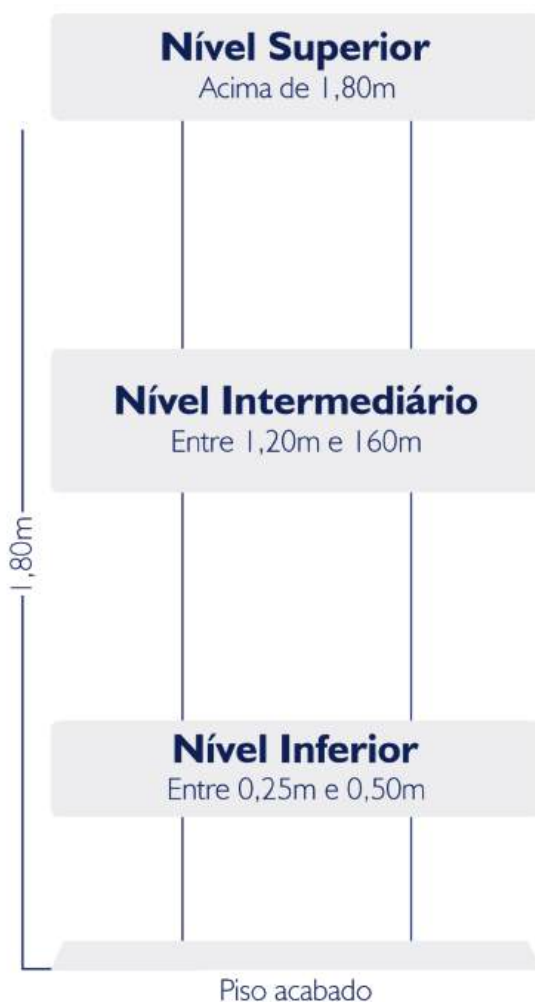 Nível Superior
Acima de 1,80m
Nível Intermediário
Entre 1,20m e 160m
1,80m
Nível Inferior
Entre 0,25m e 0,50m
Piso acabado